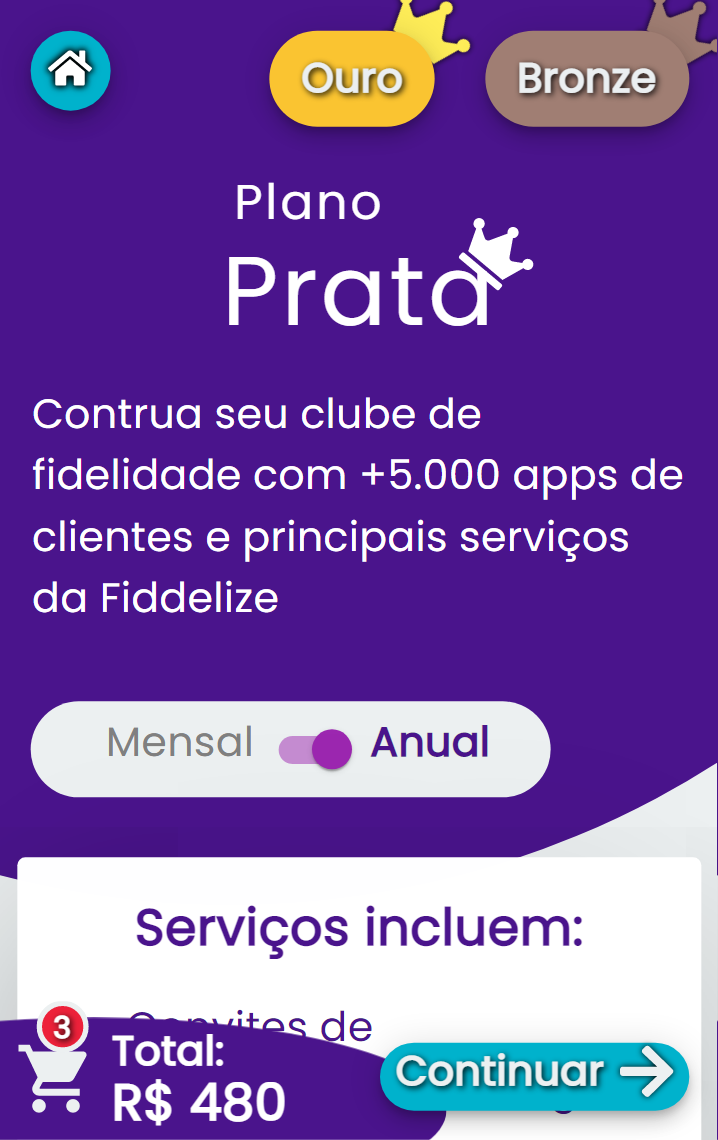 Ouro
Bronze
Plano
Prata
Contrua seu clube de
fidelidade com +5.000 apps de
clientes e principais serviços
da Fiddelize
Mensal
Anual
Serviços incluem:
Convites de
3
Total:
R$ 480
Continuar